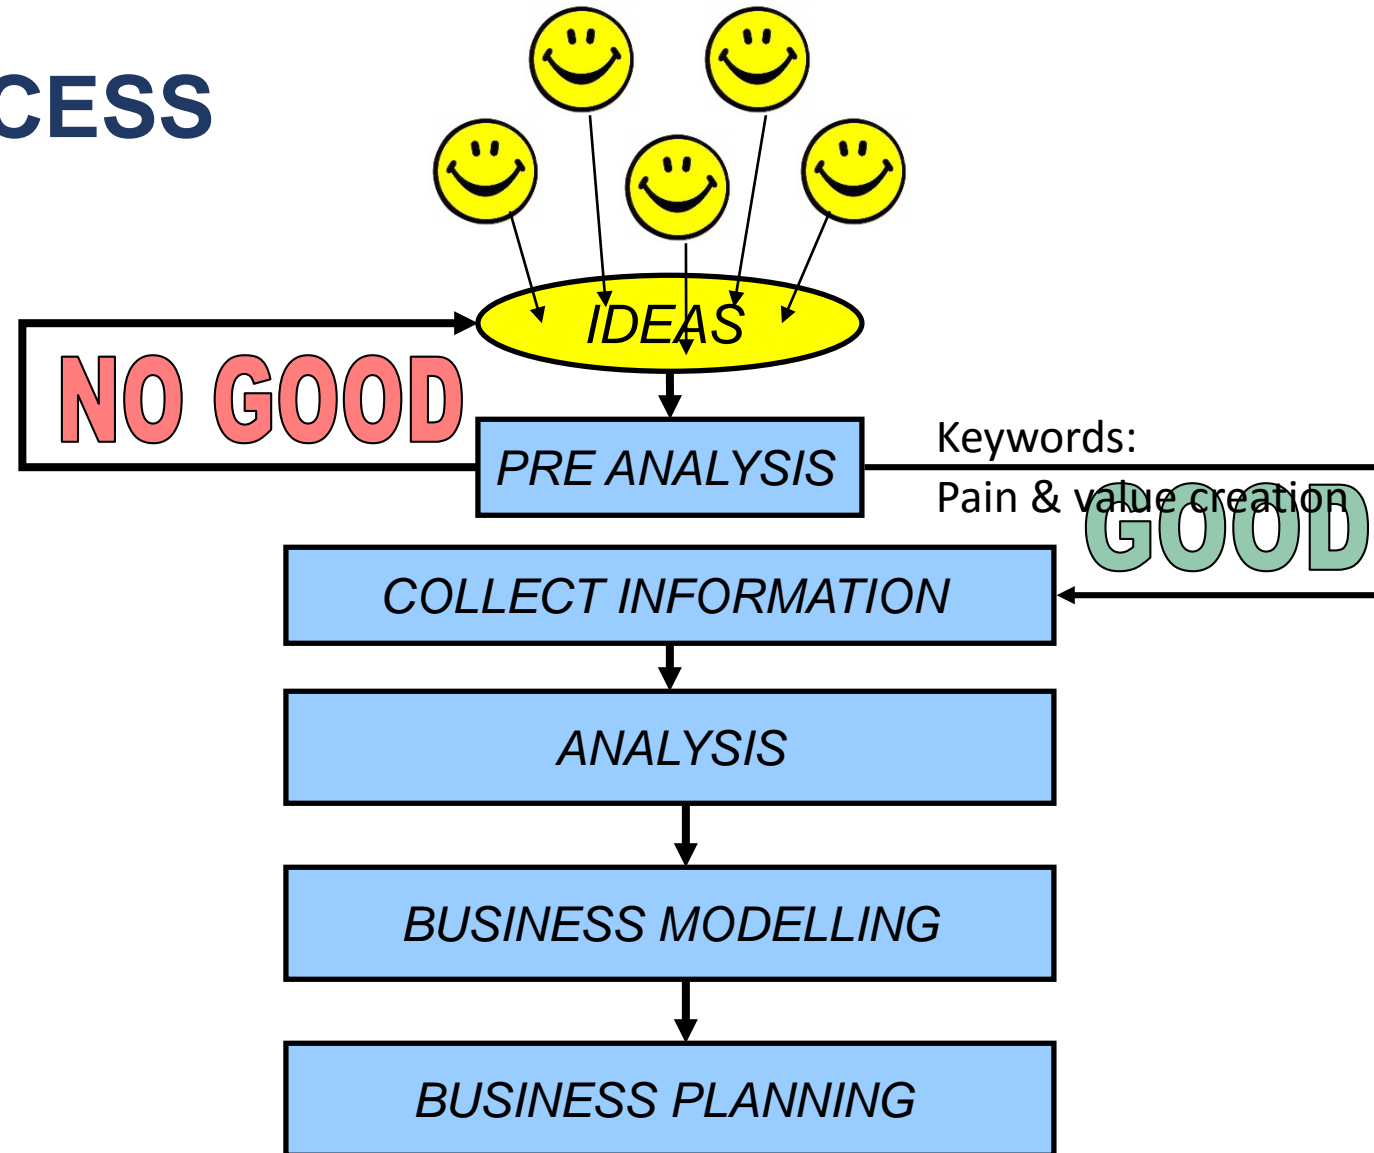 CESS
IDEAS
NO GOOD
PRE ANALYSIS
Keywords:
Pain & value creation
GOOD
COLLECT INFORMATION
ANALYSIS
BUSINESS MODELLING
BUSINESS PLANNING